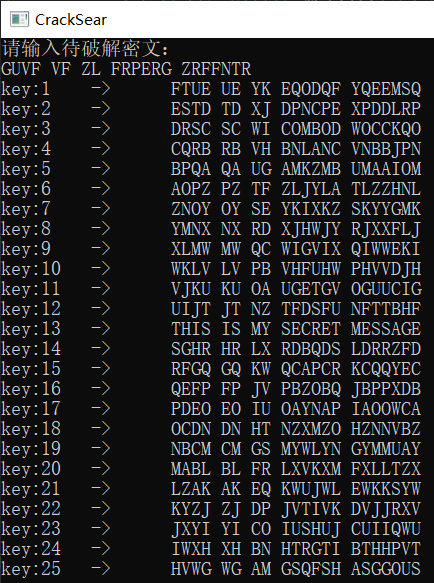 CrackSear
请输入待破解密文：
GUVF VF ZL FRPERG ZRFFNTR
key:1 -> FTUE UE YK EQODQF YQEEMSQ
key:2 -> ESTD TD XJ DPNCPE XPDDLRP
key:3 -> DRSC SC WI COMBOD WOCCKQO
key:4 -> CQRB RB VH BNLANC VNBBJPN
key:5 -> BPQA QA UG AMKZMB UMAAIOM
key:6 -> AOPZ PZ TF ZLJYLA TLZZHNL
key:7 -> ZNOY OY SE YKIXKZ SKYYGMK
key:8 -> YMNX NX RD XJHWJY RJXXFLJ
key:9 -> XLMW MW QC WIGVIX QIWWEKI
key:10 -> WKLV LV PB VHFUHW PHVVDJH
key:11 -> VJKU KU OA UGETGV OGUUCIG
key:12 -> UIJT JT NZ TFDSFU NFTTBHF
key:13 -> THIS IS MY SECRET MESSAGE
key:14 -> SGHR HR LX RDBQDS LDRRZFD
key:15 -> RFGQ GQ KW QCAPCR KCQQYEC
key:16 -> QEFP FP JV PBZOBQ JBPPXDB
key:17 -> PDEO EO IU OAYNAP IAOOWCA
key:18 -> OCDN DN HT NZXMZO HZNNVBZ
key:19 -> NBCM CM GS MYWLYN GYMMUAY
key:20 -> MABL BL FR LXVKXM FXLLTZX
key:21 -> LZAK AK EQ KWUJWL EWKKSYW
key:22 -> KYZJ ZJ DP JVTIVK DVJJRXV
key:23 -> JXYI YI CO IUSHUJ CUIIQWU
key:24 -> IWXH XH BN HTRGTI BTHHPVT
key:25 -> HVWG WG AM GSQFSH ASGGOUS